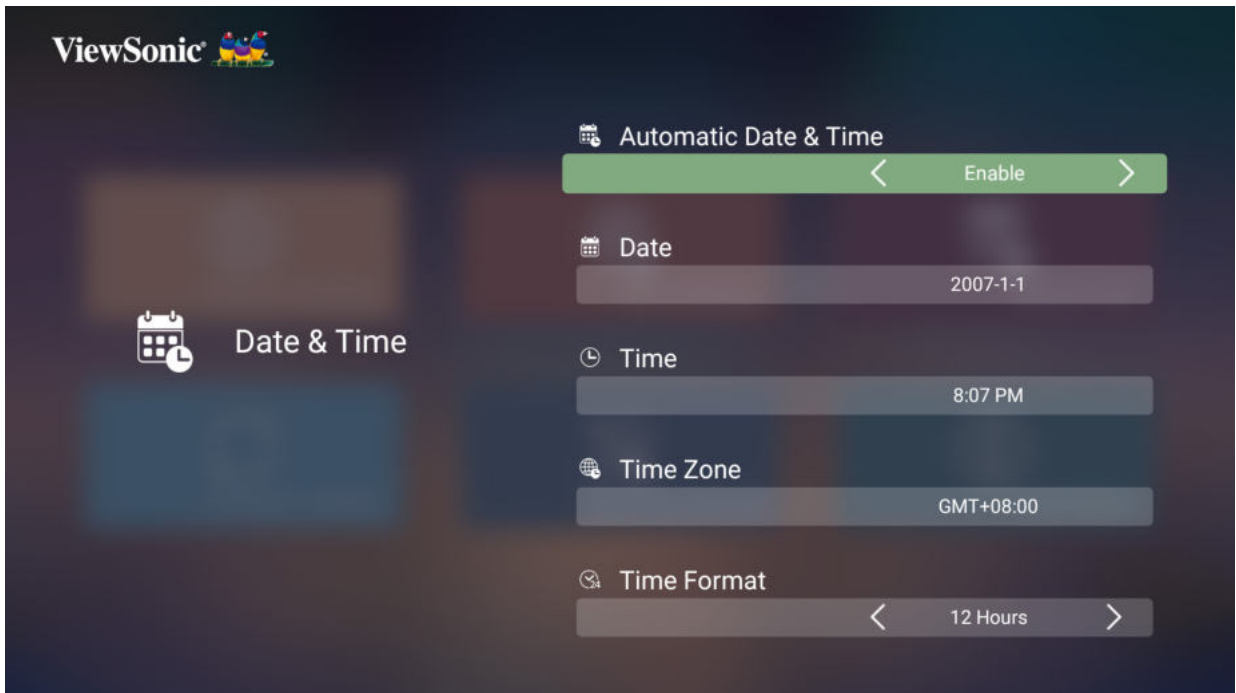 ViewSonic
Automatic Date & Time
Enable
Date
2007-1-1
Date & Time
Time
8:07 PM
Time Zone
GMT+08:00
Time Format
12 Hours